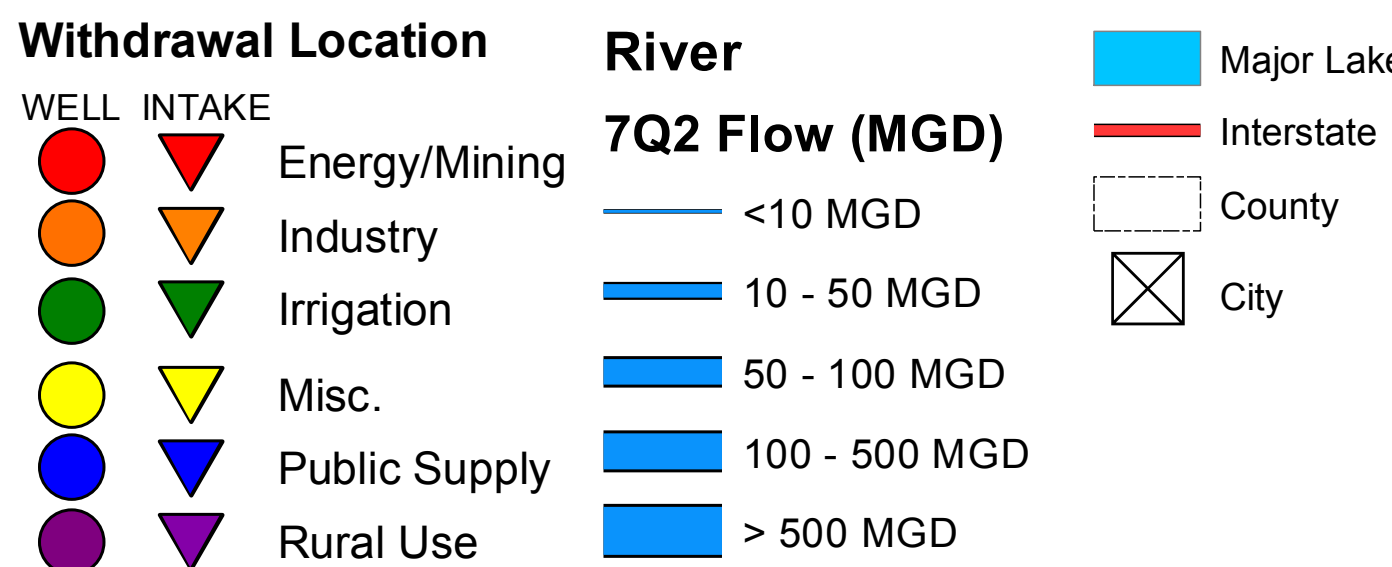 Withdrawal Location
WELL INTAKE
Energy/Mining
Industry
Irrigation
Misc.
Public Supply
Rural Use
River
7Q2 Flow (MGD)
<10 MGD
10 - 50 MGD
50 - 100 MGD
100 - 500 MGD
> 500 MGD
Major Lake
Interstate
County
City